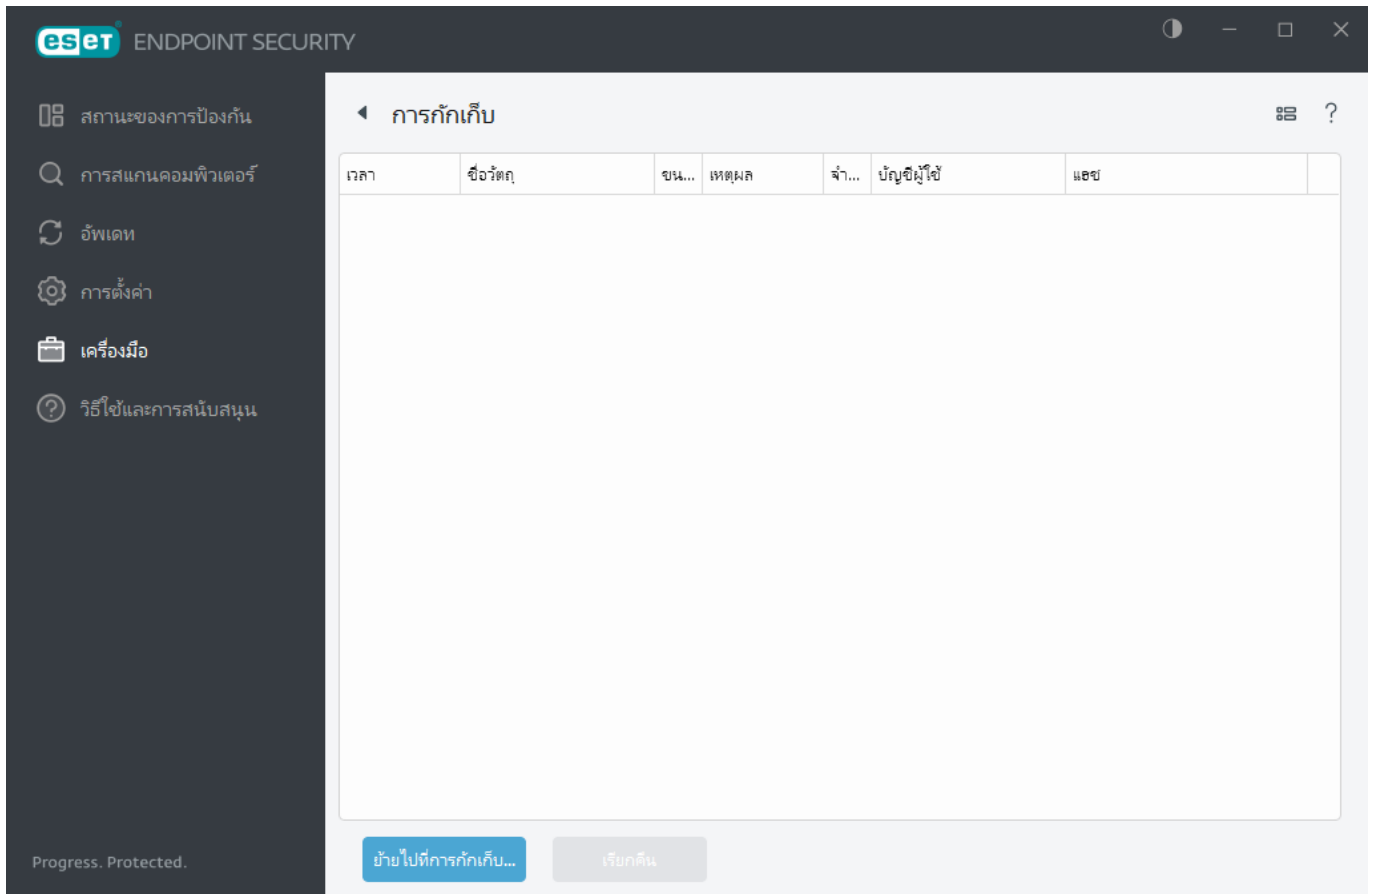 eset ENDPOINT SECURITY
สถานะของการป้องกัน
การสแกนคอมพิวเตอร์
อัพเดท
การตั้งค่า
เครื่องมือ
วิธีใช้และการสนับสนุน
Progress. Protected.
การกักเก็บ
?
เวลา ชื่อวัตถุ ขน... เหตุผล จำ... บัญชีผู้ใช้ แฮช
ย้ายไปที่การกักเก็บ... เรียกคืน